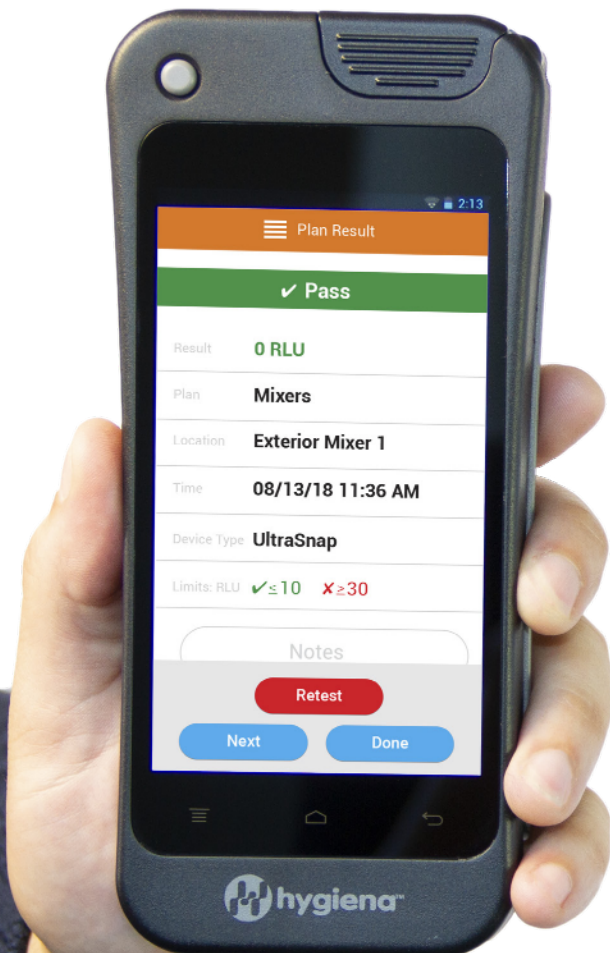 2:13
Plan Result
✔ Pass
Result 0 RLU
Plan Mixers
Location Exterior Mixer 1
Time 08/13/18 11:36 AM
Device Type UltraSnap
Limits: RLU ✔≤10 ✘≥30
Notes
Retest
Next Done
hygiena™